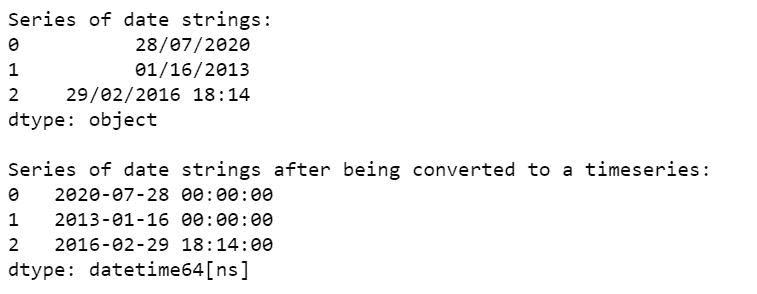 Series of date strings:
0          28/07/2020
1          01/16/2013
2    29/02/2016 18:14
dtype: object

Series of date strings after being converted to a timeseries:
0   2020-07-28 00:00:00
1   2013-01-16 00:00:00
2   2016-02-29 18:14:00
dtype: datetime64[ns]